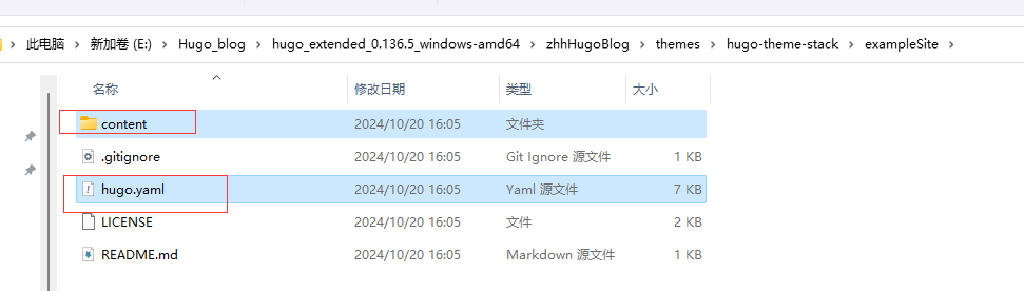 此电脑 > 新加卷 (E:) > Hugo_blog > hugo_extended_0.136.5_windows-amd64 > zhhHugoBlog > themes > hugo-theme-stack > exampleSite >
名称 修改日期 类型 大小
content 2024/10/20 16:05 文件夹
.gitignore 2024/10/20 16:05 Git Ignore 源文件 1 KB
hugo.yaml 2024/10/20 16:05 Yaml 源文件 7 KB
LICENSE 2024/10/20 16:05 文件 2 KB
README.md 2024/10/20 16:05 Markdown 源文件 1 KB